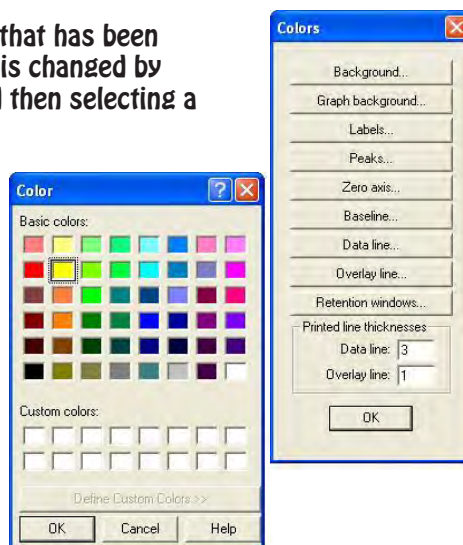 that has been
is changed by
then selecting a
Colors
Background...
Graph background...
Labels...
Peaks...
Zero axis...
Baseline...
Data line...
Overlay line...
Retention windows...
Printed line thicknesses
Data line: 3
Overlay line: 1
OK
Color
Basic colors:
Custom colors:
Define Custom Colors >>
OK Cancel Help